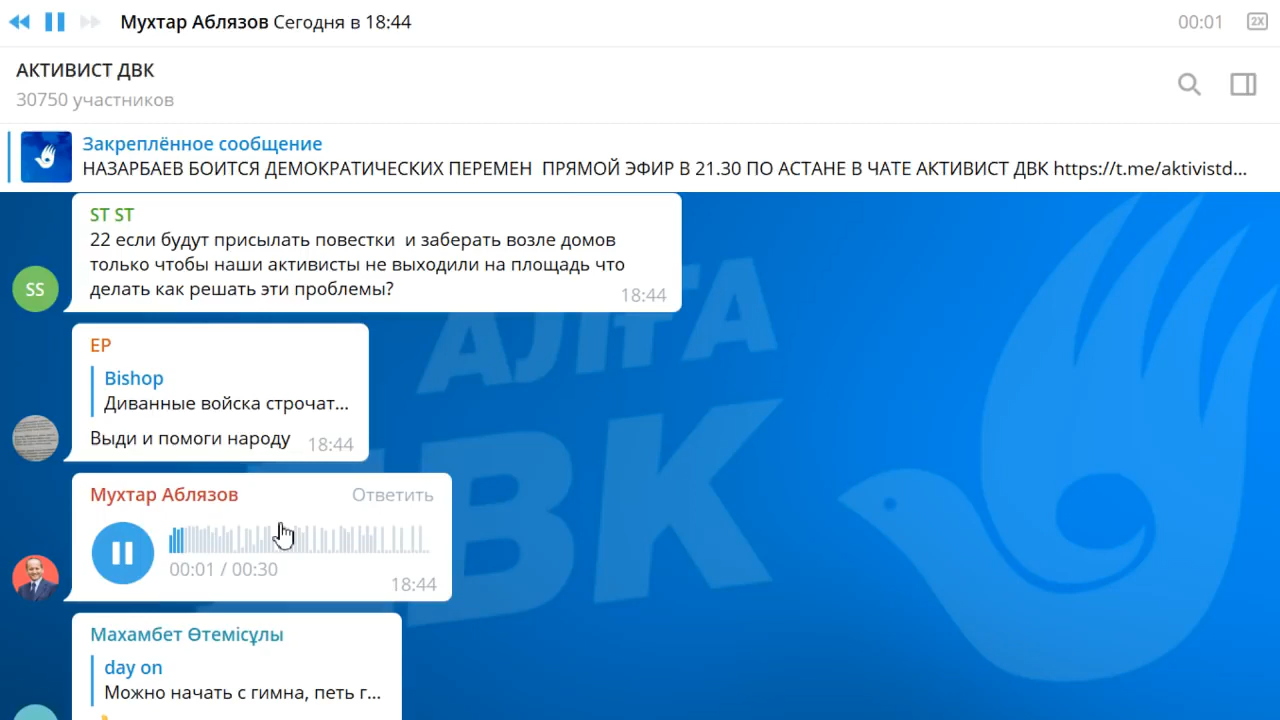 Мухтар Аблязов Сегодня в 18:44
00:01
2X
АКТИВИСТ ДВК
30750 участников
Закреплённое сообщение
НАЗАРБАЕВ БОИТСЯ ДЕМОКРАТИЧЕСКИХ ПЕРЕМЕН ПРЯМОЙ ЭФИР В 21.30 ПО АСТАНЕ В ЧАТЕ АКТИВИСТ ДВК https://t.me/aktivistd...
ST ST
22 если будут присылать повестки и заберать возле домов
только чтобы наши активисты не выходили на площадь что
делать как решать эти проблемы?
18:44
SS
EP
Bishop
Диванные войска строчат...
Выди и помоги народу
18:44
Мухтар Аблязов
Ответить
00:01 / 00:30
18:44
Махамбет Өтемісұлы
day on
Можно начать с гимна, петь г...
АЛҒА
ДВК